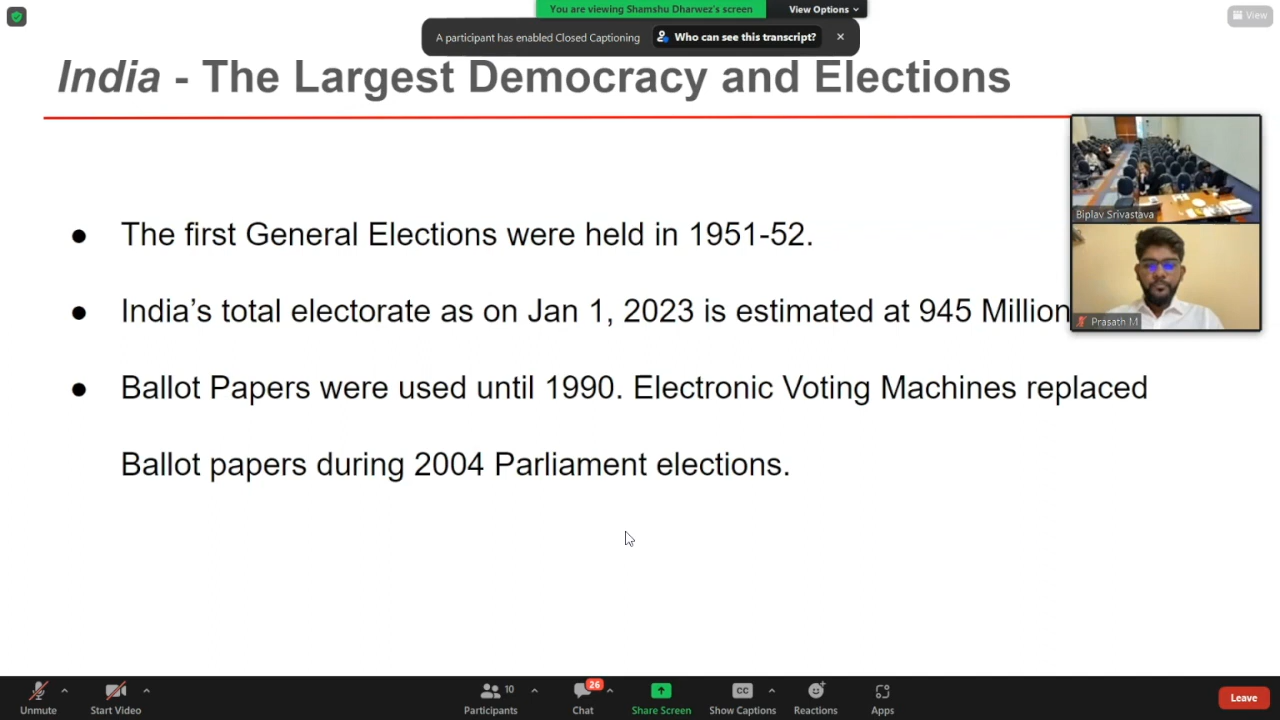 You are viewing Shamshu Dharwez's screen
View Options
View
A participant has enabled Closed Captioning
Who can see this transcript?
India - The Largest Democracy and Elections
● The first General Elections were held in 1951-52.
● India’s total electorate as on Jan 1, 2023 is estimated at 945 Million
● Ballot Papers were used until 1990. Electronic Voting Machines replaced
Ballot papers during 2004 Parliament elections.
Biplav Srivastava
Prasath M
Unmute
Start Video
10
Participants
26
Chat
Share Screen
CC
Show Captions
Reactions
Apps
Leave